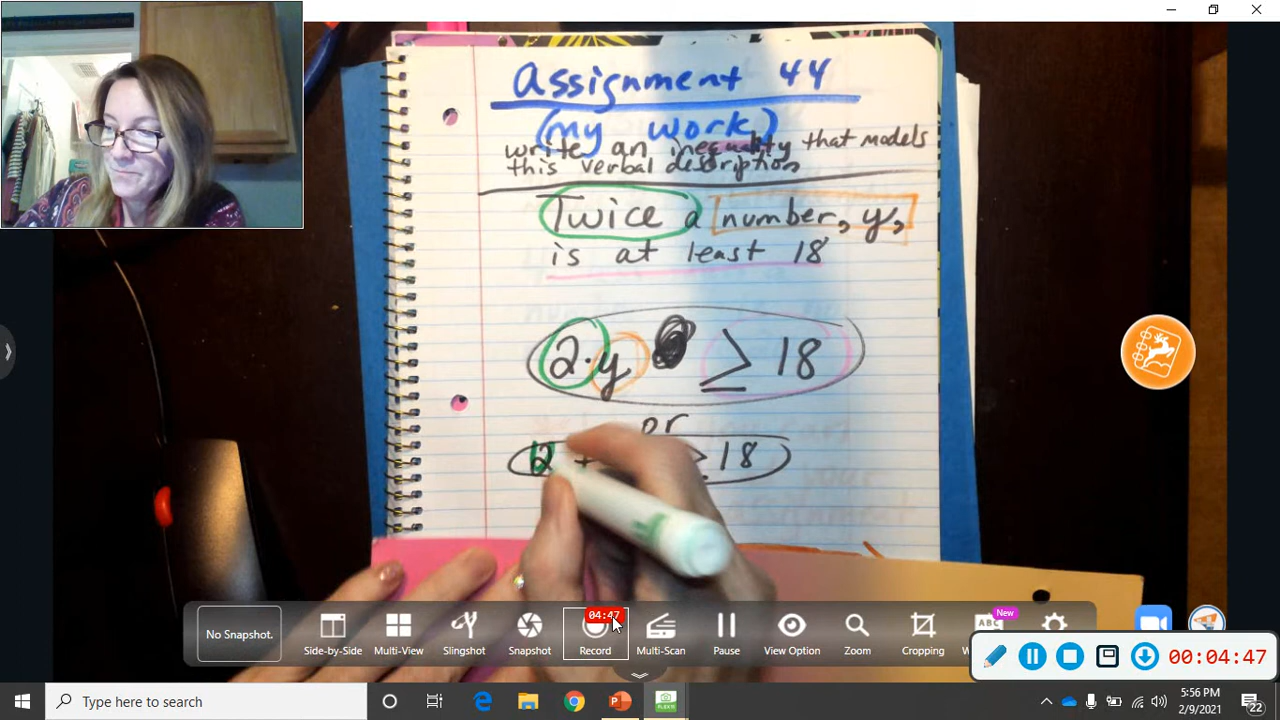 Assignment 44
(my work)
write an inequality that models
this verbal description
Twice a number, y,
is at least 18
2·y ≥ 18
or
≥ 18
No Snapshot.
Side-by-Side
Multi-View
Slingshot
Snapshot
04:47
Record
Multi-Scan
Pause
View Option
Zoom
Cropping
New
ABC
00:04:47
Type here to search
5:56 PM
2/9/2021
22